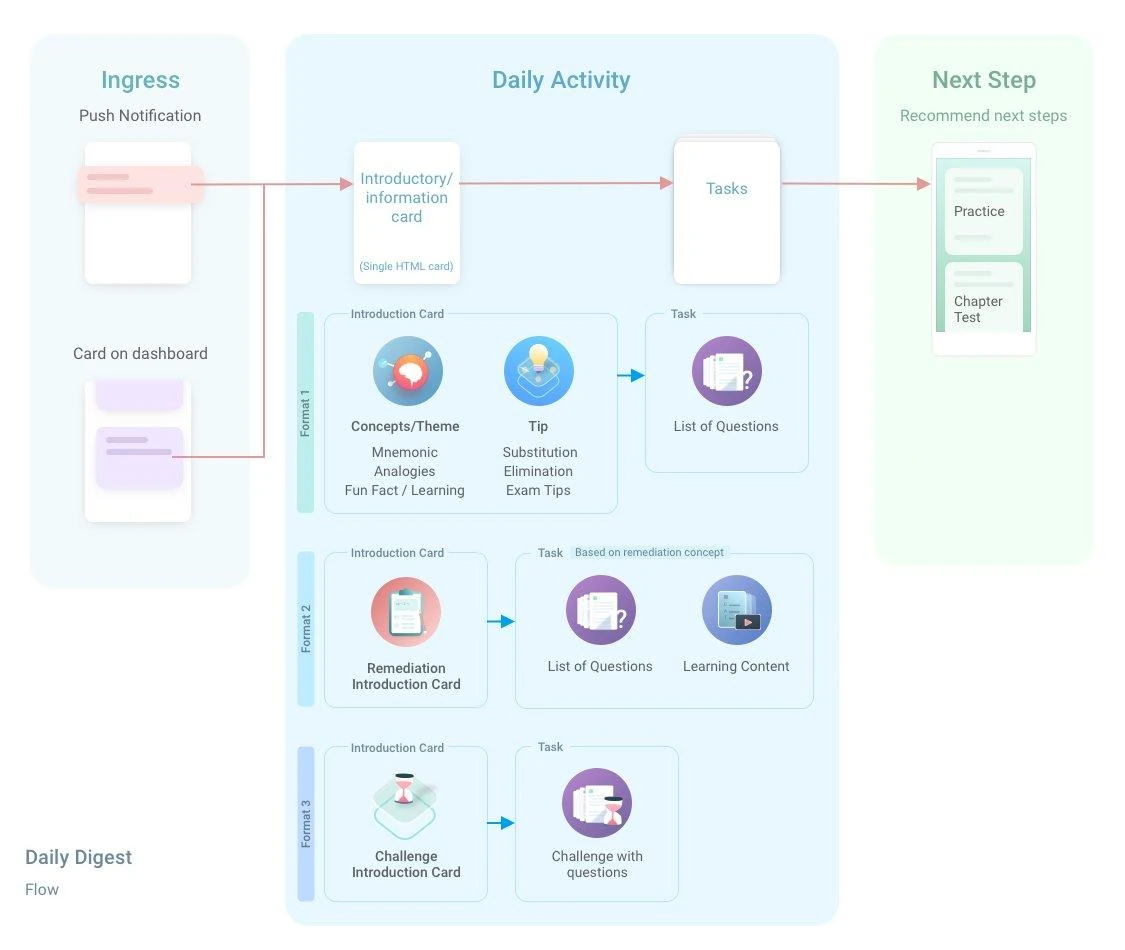 Ingress
Push Notification
Card on dashboard
Daily Activity
Introductory/
information
card
(Single HTML card)
Tasks
Format 1
Introduction Card
Concepts/Theme
Mnemonic
Analogies
Fun Fact / Learning
Tip
Substitution
Elimination
Exam Tips
Task
List of Questions
Format 2
Introduction Card
Remediation
Introduction Card
Task
Based on remediation concept
List of Questions
Learning Content
Format 3
Introduction Card
Challenge
Introduction Card
Task
Challenge with
questions
Next Step
Recommend next steps
Practice
Chapter
Test
Daily Digest
Flow